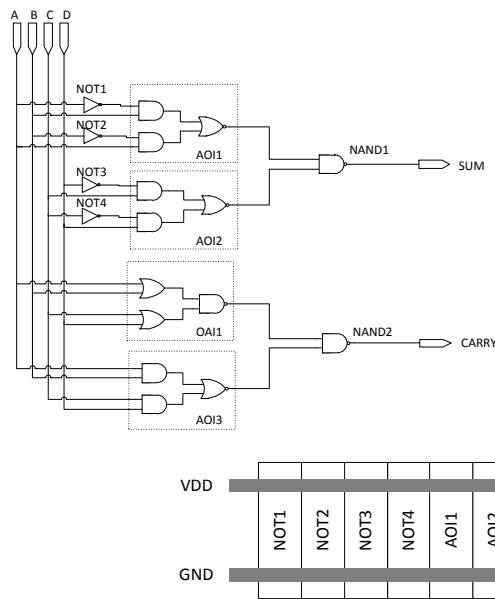 A B C D
NOT1
NOT2
AOI1
NAND1
SUM
NOT3
NOT4
AOI2
OAI1
NAND2
CARRY
AOI3
VDD
NOT1 NOT2 NOT3 NOT4 AOI1 AOI2
GND